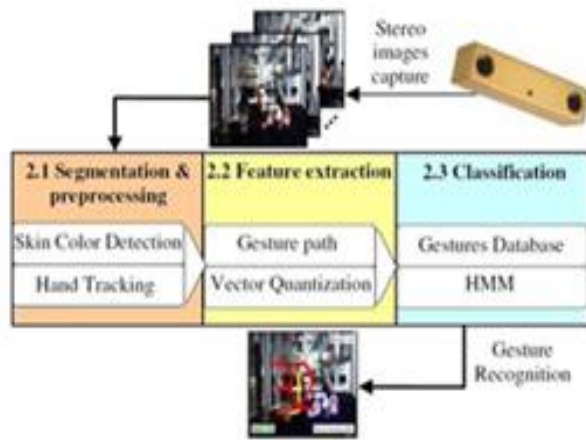 Stereo
images
capture
...
2.1 Segmentation &
preprocessing
2.2 Feature extraction
2.3 Classification
Skin Color Detection
Gesture path
Gestures Database
Hand Tracking
Vector Quantization
HMM
Gesture
Recognition